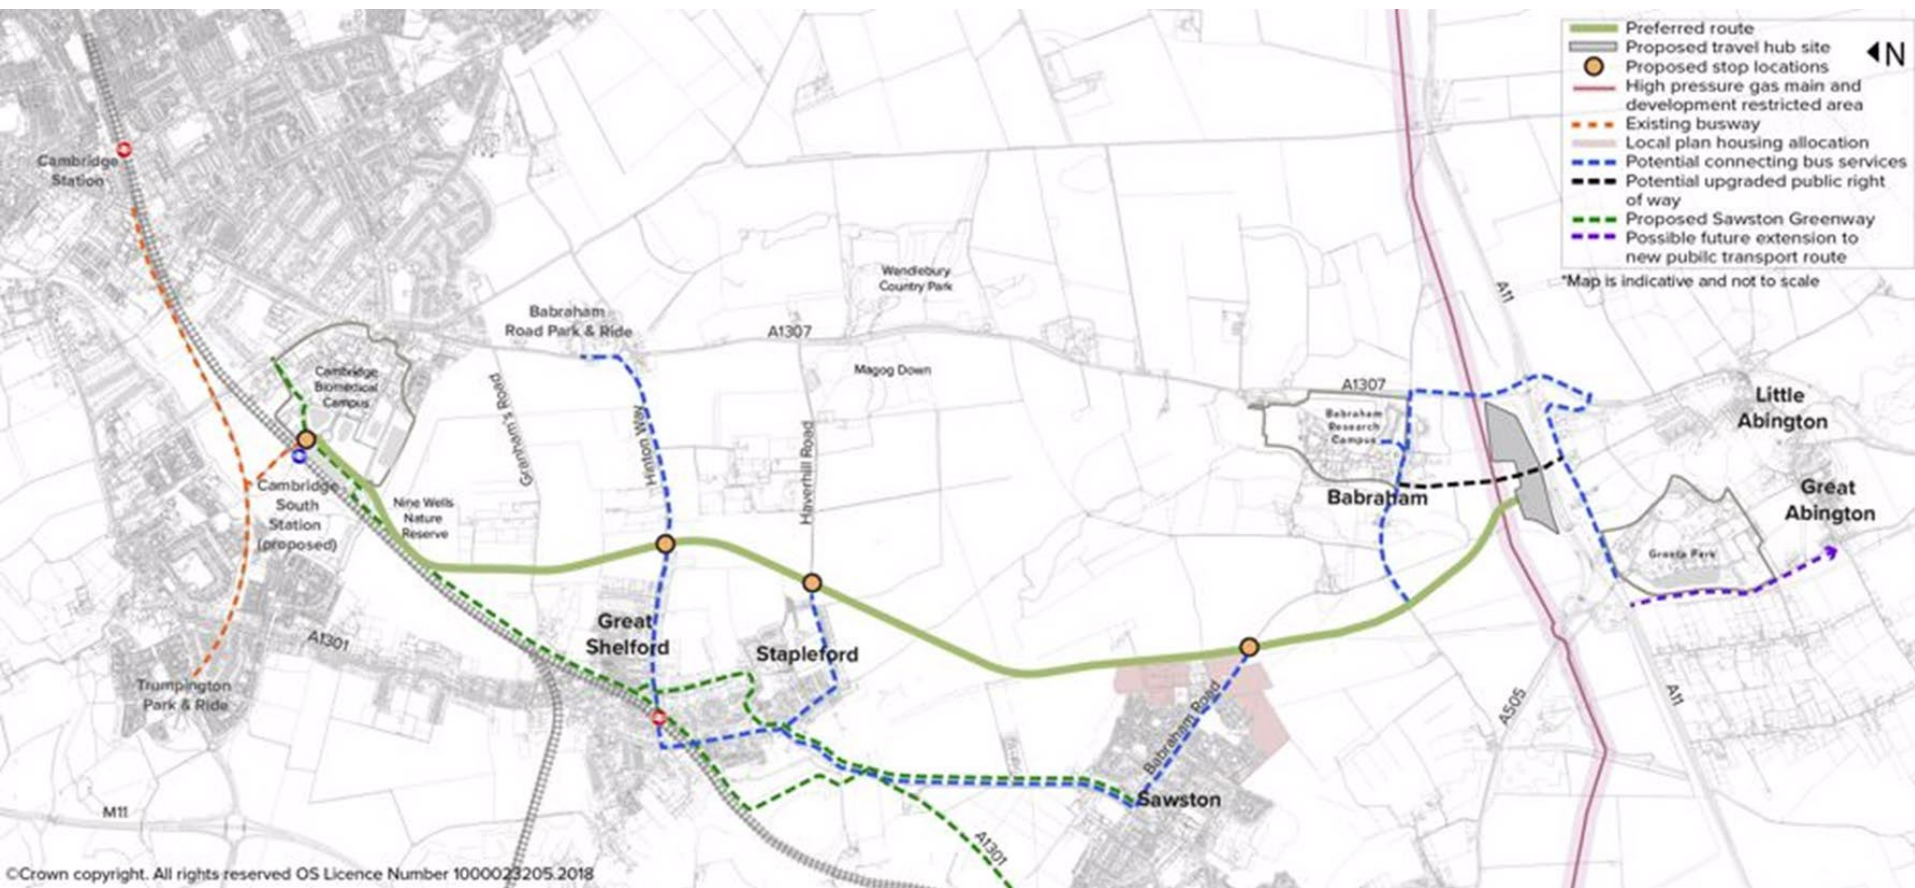 Preferred route
Proposed travel hub site
N
Proposed stop locations
High pressure gas main and
development restricted area
Existing busway
Local plan housing allocation
Potential connecting bus services
Potential upgraded public right
of way
Proposed Sawston Greenway
Possible future extension to
new public transport route
*Map is indicative and not to scale
Cambridge
Station
Wandlebury
Country Park
A11
Babraham
Road Park & Ride
A1307
Cambridge
Biomedical
Campus
Magog Down
A1307
Little
Abington
Granham's Road
Hinton Way
Haverhill Road
Babraham
Research
Campus
Cambridge
South
Station
(proposed)
Nine Wells
Nature
Reserve
Babraham
Great
Abington
Granta Park
Great
Shelford
Stapleford
A1301
Trumpington
Park & Ride
Babraham Road
A505
A11
Sawston
M11
A1301
©Crown copyright. All rights reserved OS Licence Number 1000023205.2018